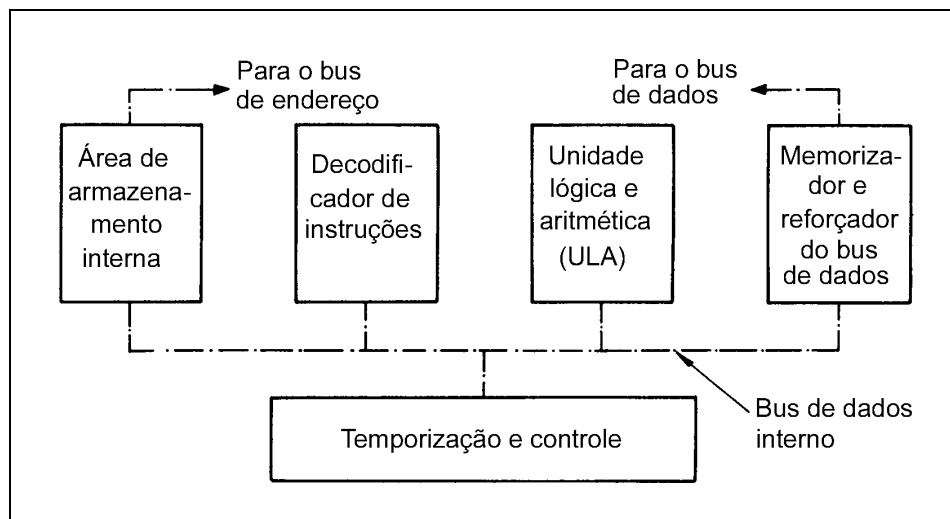 Para o bus
de endereço
Para o bus
de dados
Área de
armazena-
mento
interna
Decodifi-
cador de
instruções
Unidade
lógica e
aritmética
(ULA)
Memoriza-
dor e
reforçador
do bus
de dados
Bus de dados
interno
Temporização e controle